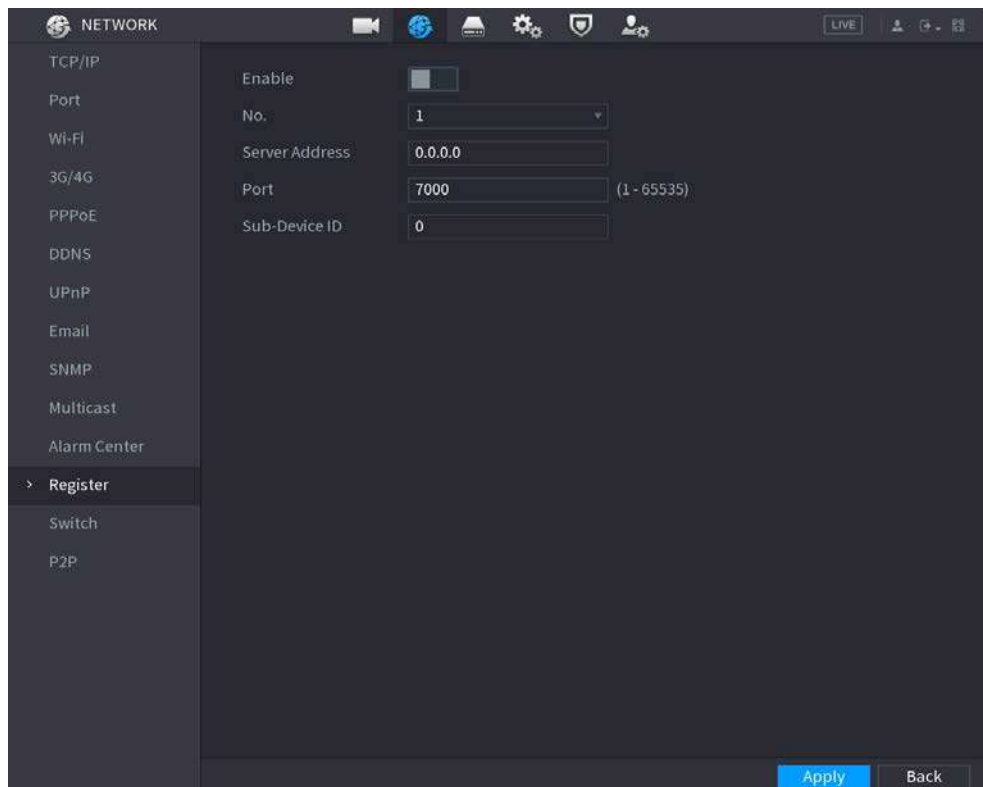 NETWORK
LIVE
TCP/IP
Port
Wi-Fi
3G/4G
PPPoE
DDNS
UPnP
Email
SNMP
Multicast
Alarm Center
> Register
Switch
P2P
Enable
No. 1
Server Address 0.0.0.0
Port 7000 (1 - 65535)
Sub-Device ID 0
Apply Back